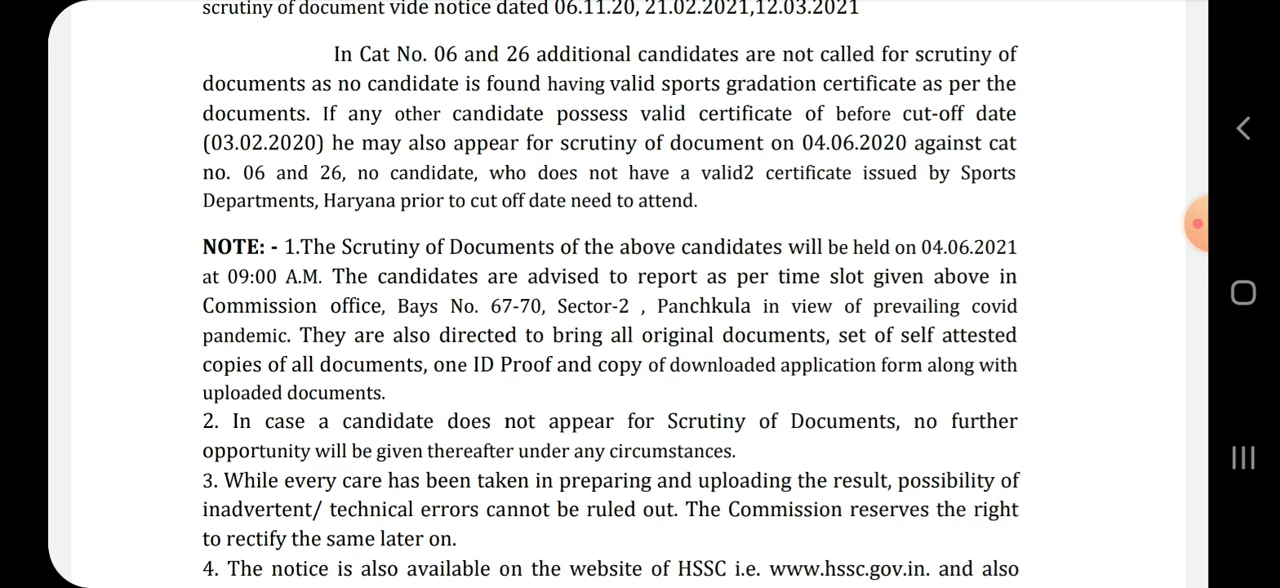 scrutiny of document vide notice dated 06.11.20, 21.02.2021,12.03.2021
In Cat No. 06 and 26 additional candidates are not called for scrutiny of
documents as no candidate is found having valid sports gradation certificate as per the
documents. If any other candidate possess valid certificate of before cut-off date
(03.02.2020) he may also appear for scrutiny of document on 04.06.2020 against cat
no. 06 and 26, no candidate, who does not have a valid2 certificate issued by Sports
Departments, Haryana prior to cut off date need to attend.
NOTE: - 1.The Scrutiny of Documents of the above candidates will be held on 04.06.2021
at 09:00 A.M. The candidates are advised to report as per time slot given above in
Commission office, Bays No. 67-70, Sector-2 , Panchkula in view of prevailing covid
pandemic. They are also directed to bring all original documents, set of self attested
copies of all documents, one ID Proof and copy of downloaded application form along with
uploaded documents.
2. In case a candidate does not appear for Scrutiny of Documents, no further
opportunity will be given thereafter under any circumstances.
3. While every care has been taken in preparing and uploading the result, possibility of
inadvertent/ technical errors cannot be ruled out. The Commission reserves the right
to rectify the same later on.
4. The notice is also available on the website of HSSC i.e. www.hssc.gov.in. and also